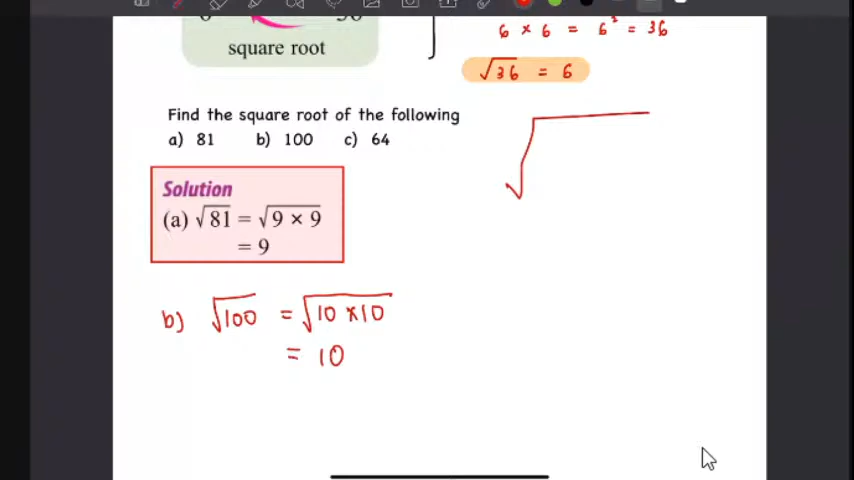 square root
6 × 6 = 6² = 36
√36 = 6
Find the square root of the following
a) 81 b) 100 c) 64
Solution
(a) √81 = √9 × 9
= 9
b) √100 = √10 × 10
= 10